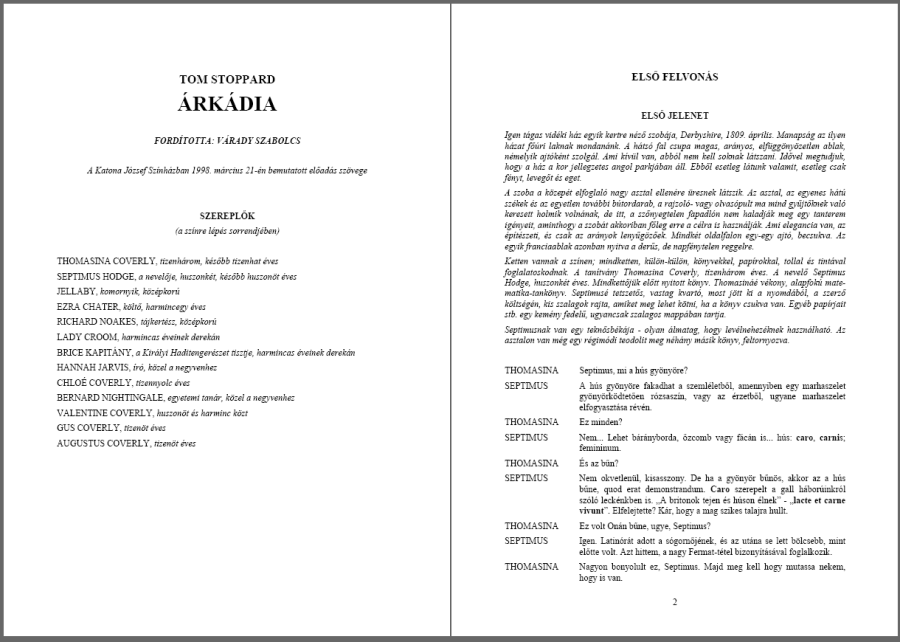 TOM STOPPARD
ÁRKÁDIA
FORDÍTOTTA: VÁRADY SZABOLCS
A Katona József Színházban 1998. március 21-én bemutatott előadás szövege
SZEREPLŐK
(a színre lépés sorrendjében)
THOMASINA COVERLY, tizenhárom, később tizenhat éves
SEPTIMUS HODGE, a nevelője, huszonkét, később huszonöt éves
JELLABY, komornyik, középkorú
EZRA CHATER, költő, harmincegy éves
RICHARD NOAKES, tájkertész, középkorú
LADY CROOM, harmincas éveinek derekán
BRICE KAPITÁNY, a Királyi Haditengerészet tisztje, harmincas éveinek derekán
HANNAH JARVIS, író, közel a negyvenhez
CHLOÉ COVERLY, tizennyolc éves
BERNARD NIGHTINGALE, egyetemi tanár, közel a negyvenhez
VALENTINE COVERLY, huszonöt és harminc közt
GUS COVERLY, tizenöt éves
AUGUSTUS COVERLY, tizenöt éves
ELSŐ FELVONÁS
ELSŐ JELENET
Igen tágas vidéki ház egyik kertre néző szobája, Derbyshire, 1809. április. Manapság az ilyen
házat főúri laknak mondanánk. A hátsó fal csupa magas, arányos, elfüggönyözetlen ablak,
némelyik ajtóként szolgál. Ami kívül van, abból nem kell soknak látszani. Idővel megtudjuk,
hogy a ház a kor jellegzetes angol parkjában áll. Ebből esetleg látunk valamit, esetleg csak
fényt, levegőt és eget.
A szoba a közepét elfoglaló nagy asztal ellenére üresnek látszik. Az asztal, az egyenes hátú
székek és az egyetlen további bútordarab, a rajzoló- vagy olvasópult ma mind gyűjtőknek való
keresett holmik volnának, de itt, a szőnyegtelen fapadlón nem haladják meg egy tanterem
igényeit, aminthogy a szobát akkoriban főleg erre a célra is használják. Ami elegancia van, az
építészeti, és csak az arányok lenyűgözőek. Mindkét oldalfalon egy-egy ajtó, becsukva. Az
egyik franciaablak azonban nyitva a derűs, de napfénytelen reggelre.
Ketten vannak a színen; mindketten, külön-külön, könyvekkel, papírokkal, tollal és tintával
foglalatoskodnak. A tanítvány Thomasina Coverly, tizenhárom éves. A nevelő Septimus
Hodge, huszonkét éves. Mindkettőjük előtt nyitott könyv. Thomasináé vékony, alapfokú mate-
matika-tankönyv. Septimusé tetszetős, vastag kvartó, most jött ki a nyomdából, a szerző
költségén, kis szalagok rajta, amiket meg lehet kötni, ha a könyv csukva van. Egyéb papírjait
stb. egy kemény fedelű, ugyancsak szalagos mappában tartja.
Septimusnak van egy teknősbékája - olyan álmatag, hogy levélnehezéknek használható. Az
asztalon van még egy régimódi teodolit meg néhány másik könyv, feltornyozva.
THOMASINA Septimus, mi a hús gyönyöre?
SEPTIMUS A hús gyönyöre fakadhat a szemléletből, amennyiben egy marhaszelet
gyönyörködtetően rózsaszín, vagy az érzetből, ugyane marhaszelet
elfogyasztása révén.
THOMASINA Ez minden?
SEPTIMUS Nem... Lehet bárányborda, őzcomb vagy fácán is... hús: caro, carnis;
femininum.
THOMASINA És az bűn?
SEPTIMUS Nem okvetlenül, kisasszony. De ha a gyönyör bűnös, akkor az a hús
bűne, quod erat demonstrandum. Caro szerepelt a gall háborúinkról
szóló leckénkben is. „A britonok tejen és húson élnek” - „lacte et carne
vivunt”. Elfelejtette? Kár, hogy a mag szikes talajra hullt.
THOMASINA Ez volt Onán bűne, ugye, Septimus?
SEPTIMUS Igen. Latinórát adott a sógornőjének, és az utána se lett bölcsebb, mint
előtte volt. Azt hittem, a nagy Fermat-tétel bizonyításával foglalkozik.
THOMASINA Nagyon bonyolult ez, Septimus. Majd meg kell hogy mutassa nekem,
hogy is van.
2